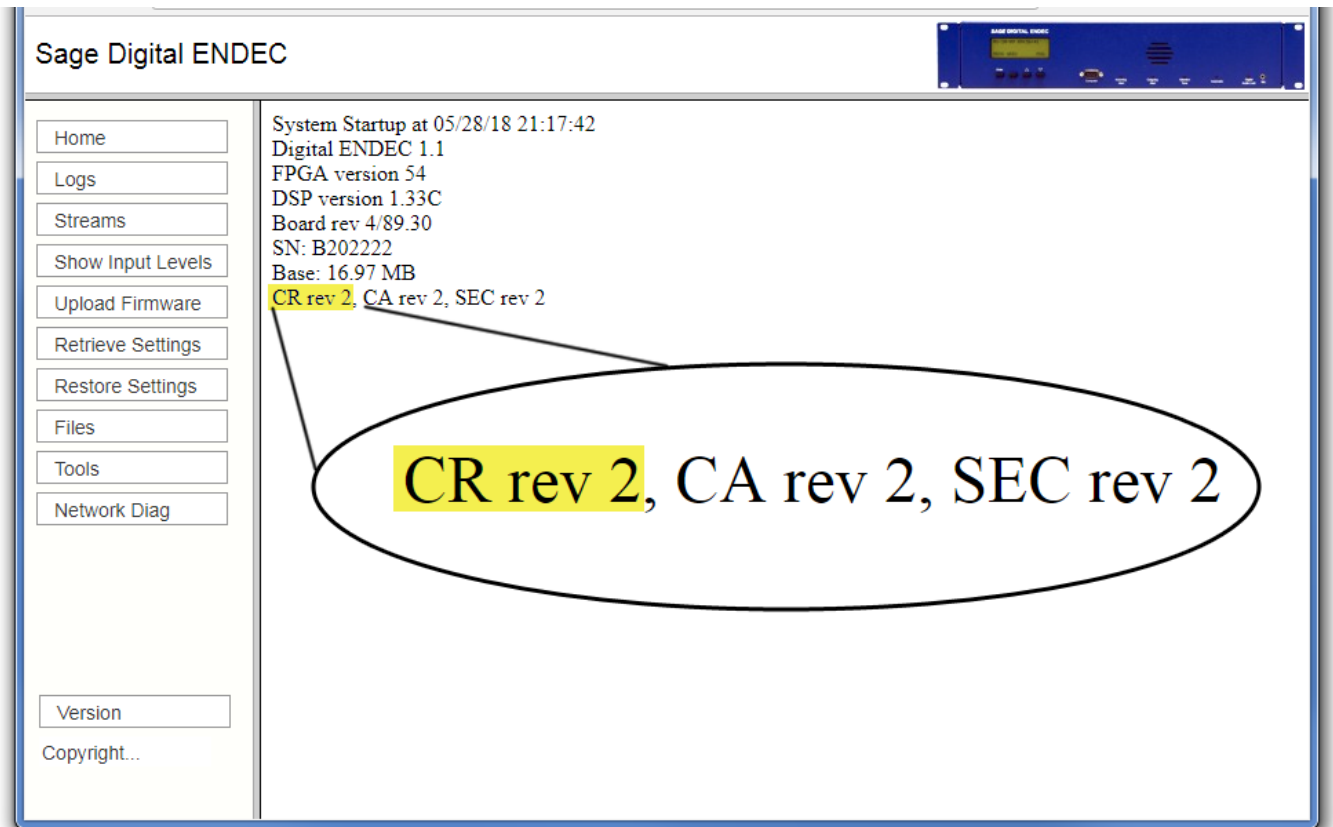 Sage Digital ENDEC
SAGE DIGITAL ENDEC
Home
Logs
Streams
Show Input Levels
Upload Firmware
Retrieve Settings
Restore Settings
Files
Tools
Network Diag
Version
Copyright...
System Startup at 05/28/18 21:17:42
Digital ENDEC 1.1
FPGA version 54
DSP version 1.33C
Board rev 4/89.30
SN: B202222
Base: 16.97 MB
CR rev 2, CA rev 2, SEC rev 2
CR rev 2, CA rev 2, SEC rev 2